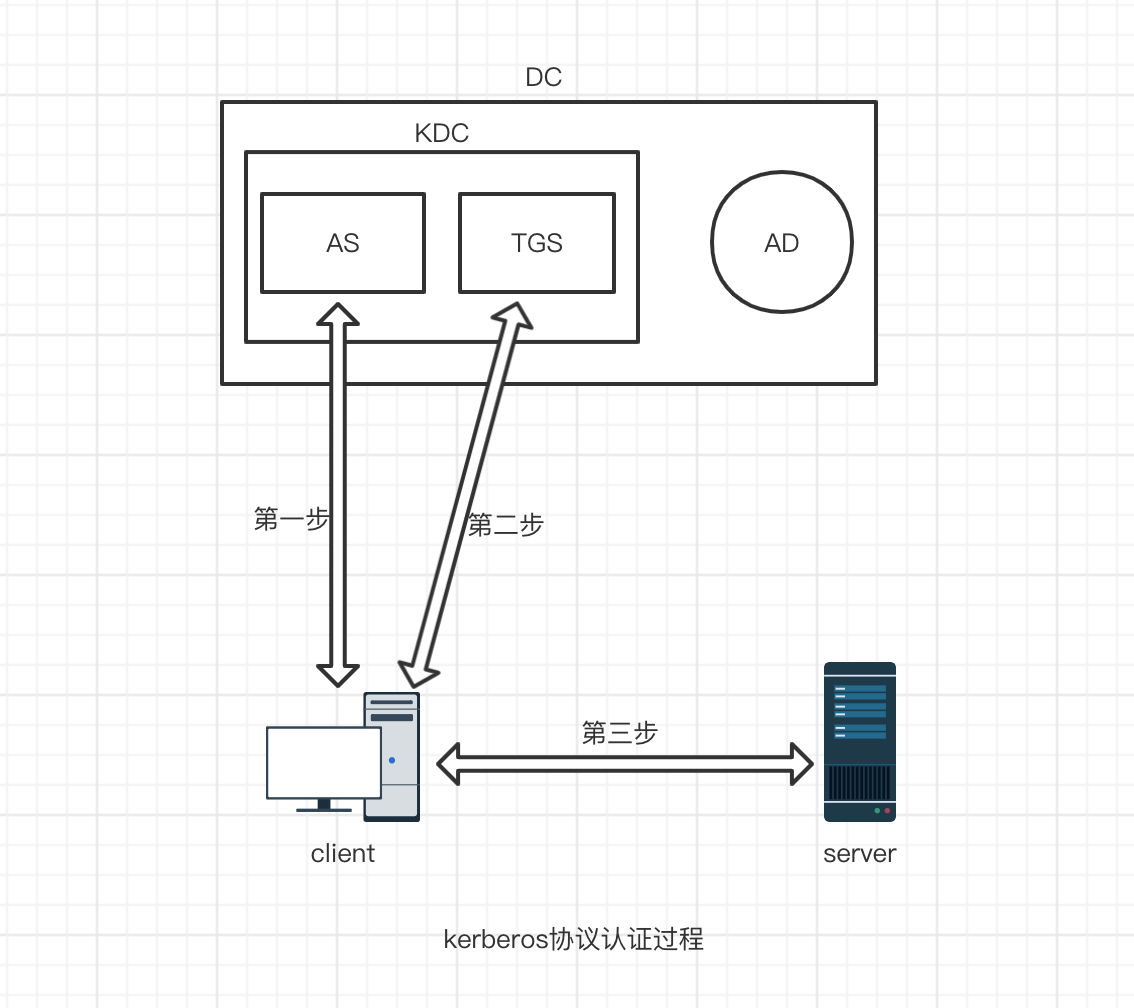 DC
KDC
AS
TGS
AD
第一步
第二步
第三步
client
server
kerberos协议认证过程